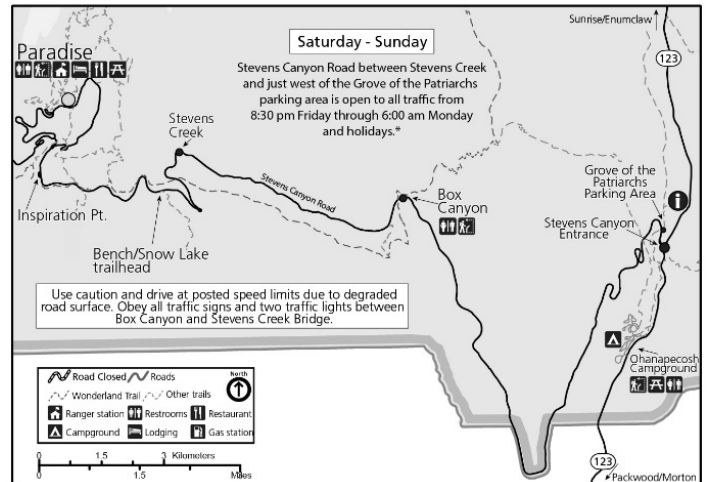 Sunrise/Enumclaw
123
Paradise
Saturday - Sunday
Stevens Canyon Road between Stevens Creek
and just west of the Grove of the Patriarchs
parking area is open to all traffic from
8:30 pm Friday through 6:00 am Monday
and holidays.*
Stevens
Creek
Stevens Canyon Road
Grove of the
Patriarchs
Parking Area
i
Box
Canyon
Stevens Canyon
Entrance
Inspiration Pt.
Bench/Snow Lake
trailhead
Use caution and drive at posted speed limits due to degraded
road surface. Obey all traffic signs and two traffic lights between
Box Canyon and Stevens Creek Bridge.
Ohanapecosh
Campground
Road Closed Roads
North
Wonderland Trail Other trails
Ranger station Restrooms Restaurant
Campground Lodging Gas station
0 1.5 3 Kilometers
0 1.5 Miles
123
Packwood/Morton